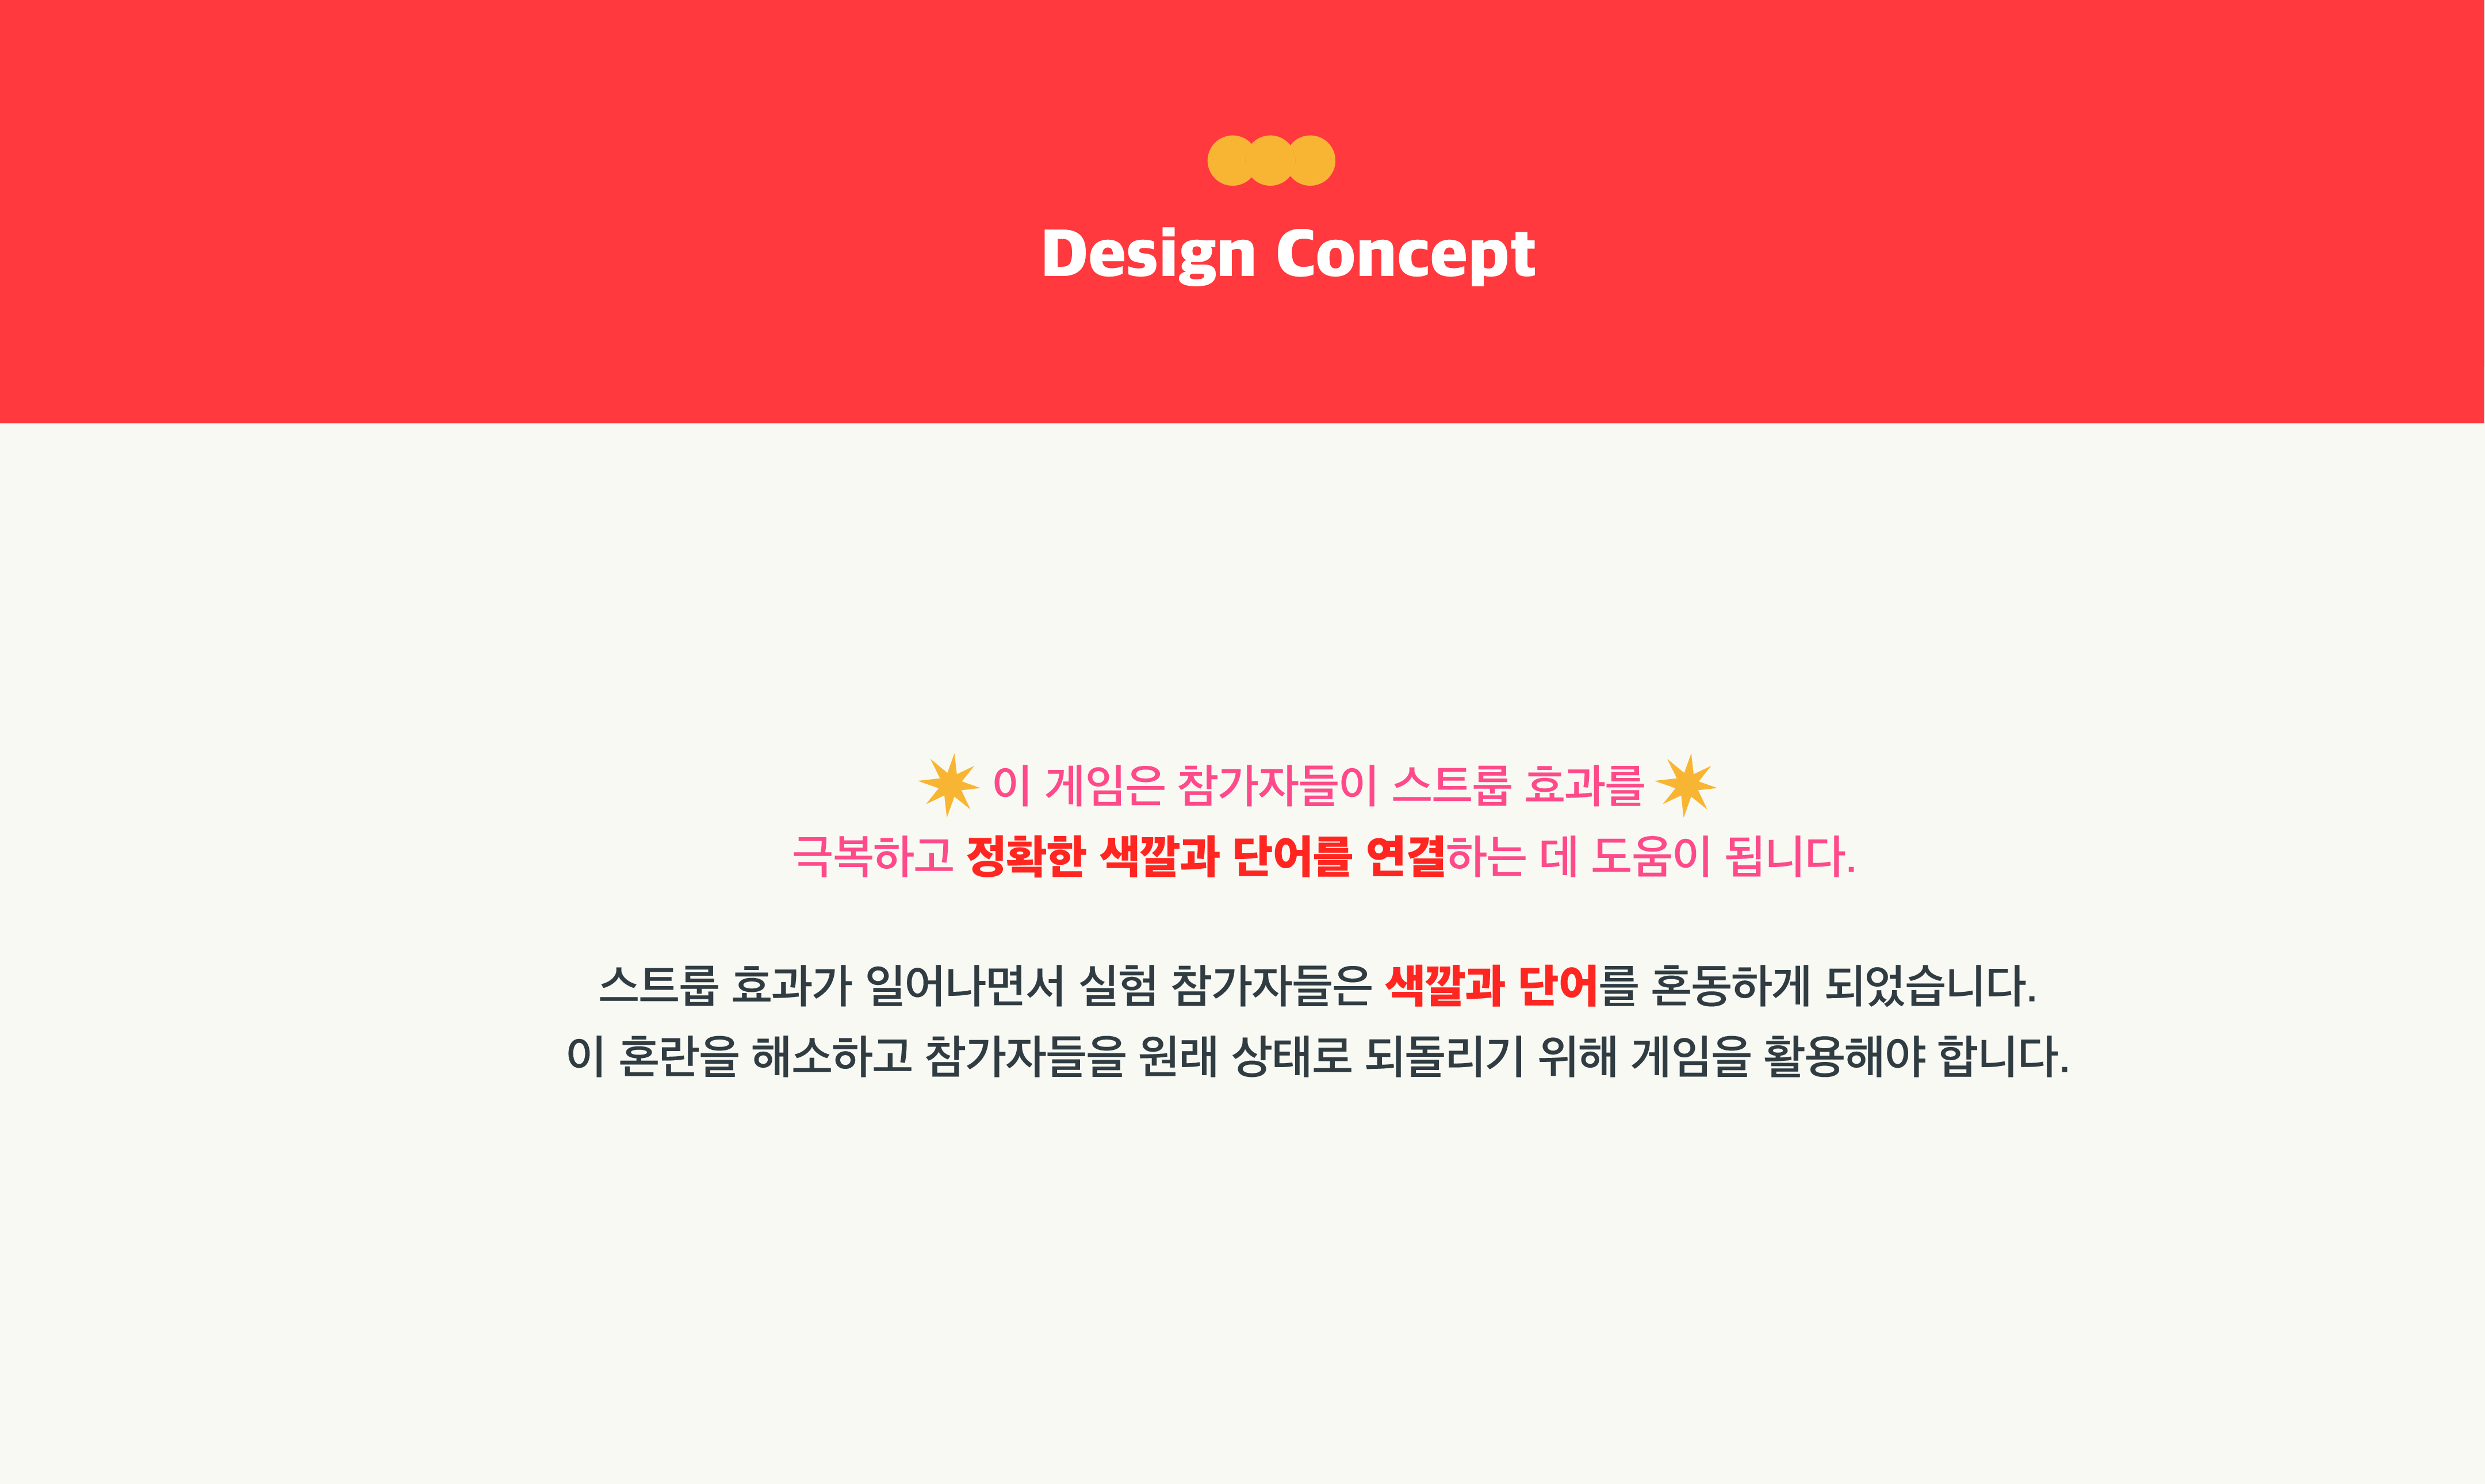 Design Concept
이 게임은 참가자들이 스트룹 효과를
극복하고 정확한 색깔과 단어를 연결하는 데 도움이 됩니다.
스트룹 효과가 일어나면서 실험 참가자들은 색깔과 단어를 혼동하게 되었습니다.
이 혼란을 해소하고 참가자들을 원래 상태로 되돌리기 위해 게임을 활용해야 합니다.